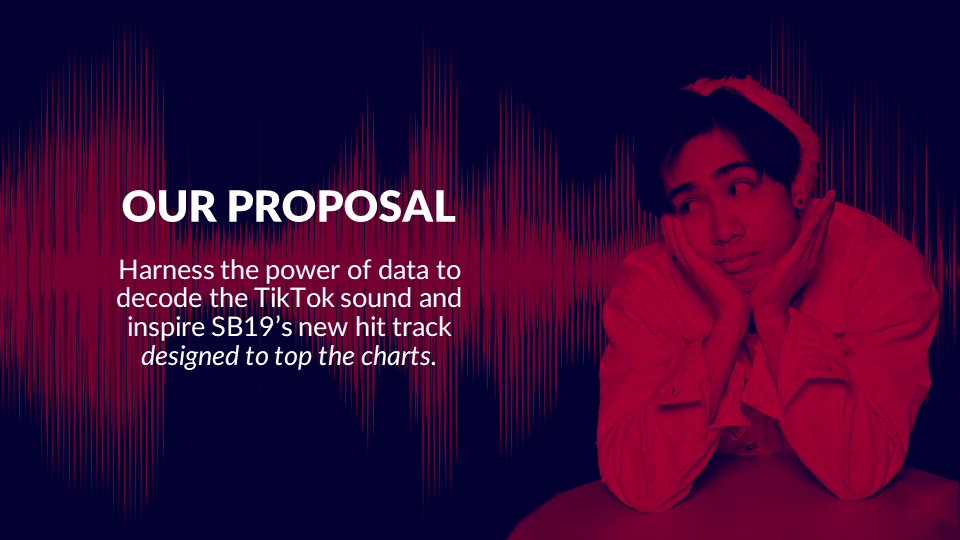 OUR PROPOSAL
Harness the power of data to
decode the TikTok sound and
inspire SB19’s new hit track
designed to top the charts.